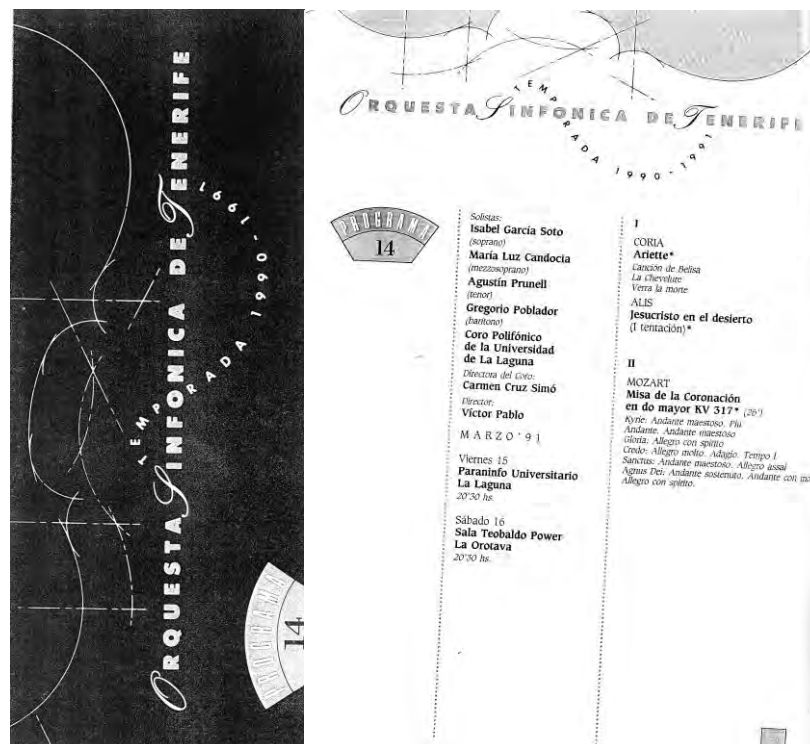 ORQUESTA SINFONICA DE TENERIFE
TEMPORADA 1990-1991
PROGRAMA
14
ORQUESTA SINFONICA DE TENERIFE
TEMPORADA 1990-1991
PROGRAMA
14
Solistas:
Isabel García Soto
(soprano)
María Luz Candocia
(mezzosoprano)
Agustín Prunell
(tenor)
Gregorio Poblador
(barítono)
Coro Polifónico
de la Universidad
de La Laguna
Directora del Coro:
Carmen Cruz Simó
Director:
Víctor Pablo
MARZO'91
Viernes 15
Paraninfo Universitario
La Laguna
20'30 hs.
Sábado 16
Sala Teobaldo Power
La Orotava
20'30 hs.
I
CORIA
Ariette*
Canción de Belisa
La Chevelure
Verra la morte
ALIS
Jesucristo en el desierto
(I tentación)*
II
MOZART
Misa de la Coronación
en do mayor KV 317* (26')
Kyrie: Andante maestoso. Più
Andante. Andante maestoso
Gloria: Allegro con spirito
Credo: Allegro molto. Adagio. Tempo I
Sanctus: Andante maestoso. Allegro assai
Agnus Dei: Andante sostenuto. Andante con
Allegro con spirito.